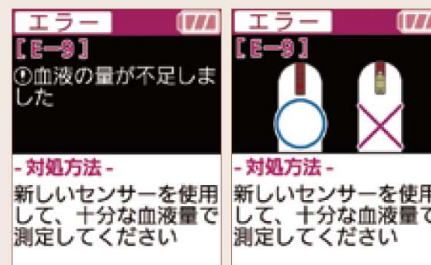 エラー
[E-9]
①血液の量が不足しま
した
- 対処方法 -
新しいセンサーを使用
して、十分な血液量で
測定してください
エラー
[E-9]
- 対処方法 -
新しいセンサーを使用
して、十分な血液量で
測定してください